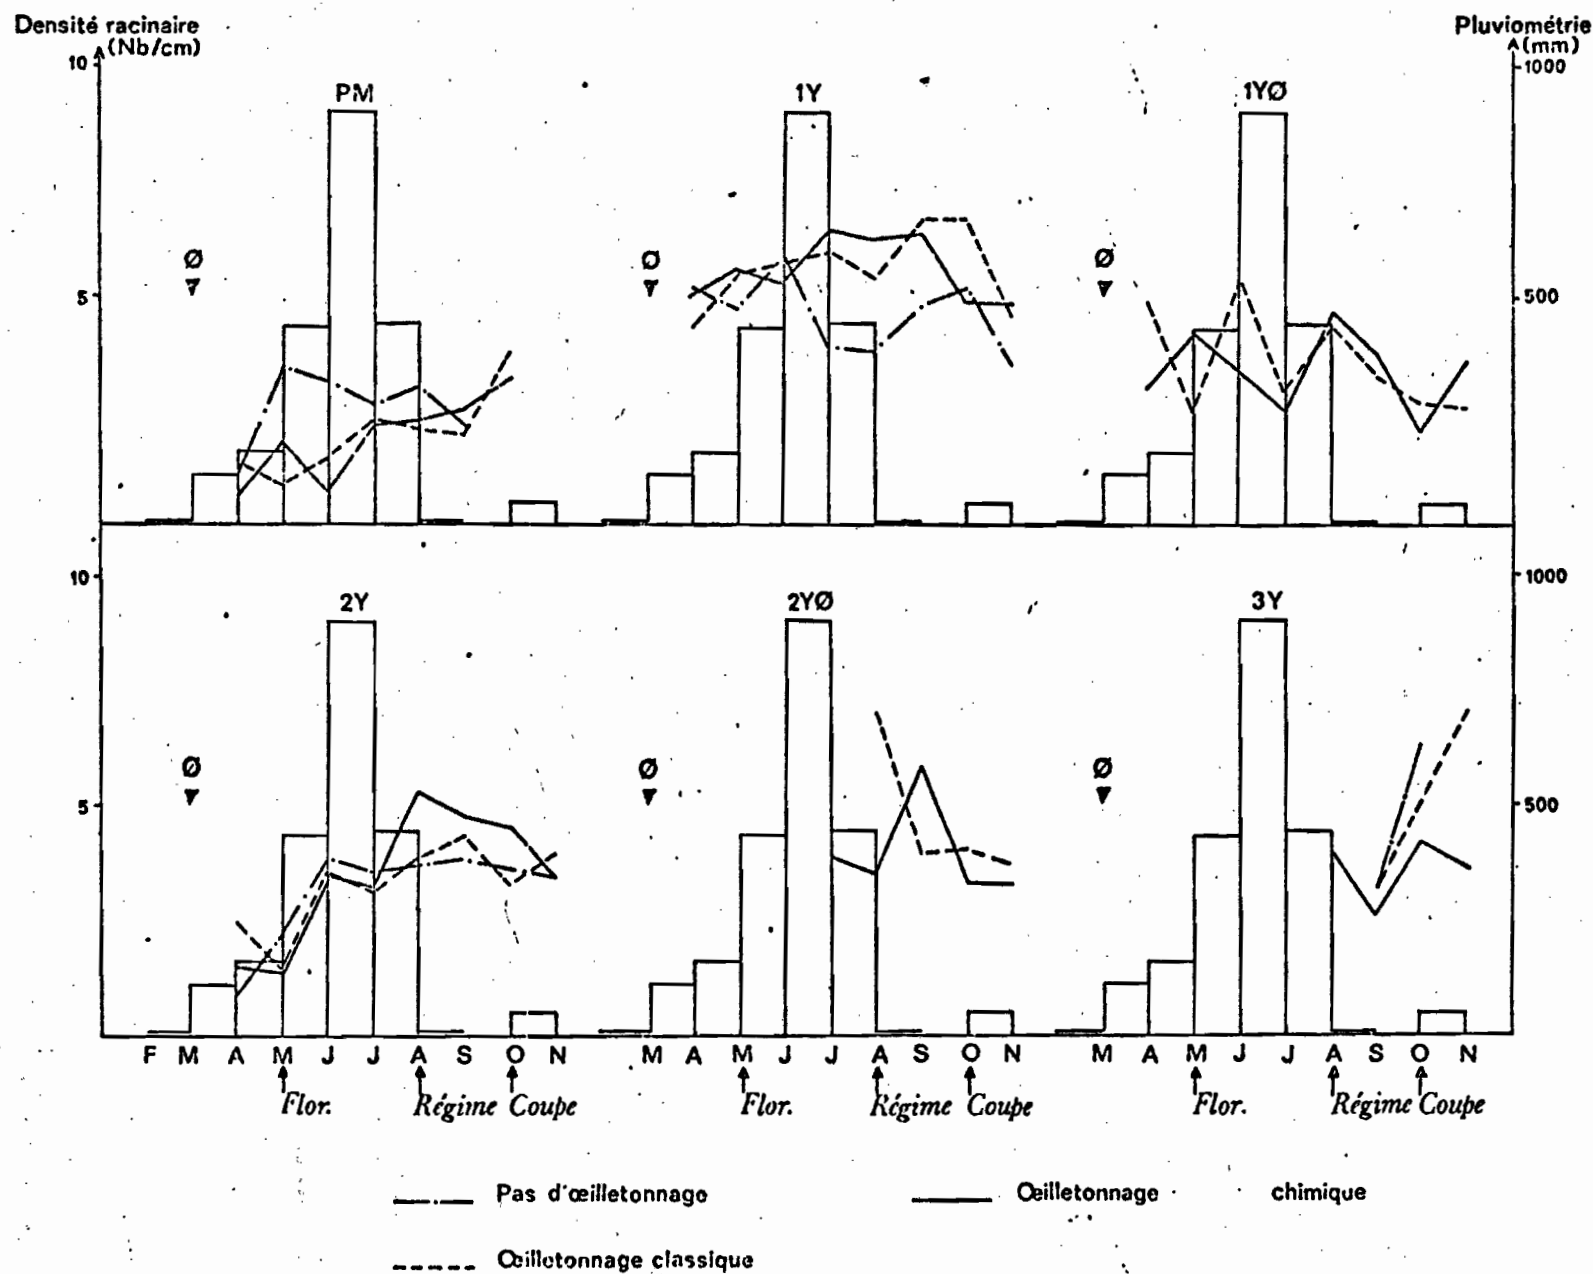 Densité racinaire
(Nb/cm)
Pluviométrie
(mm)
10
1000
PM
1Y
1YØ
Ø
Ø
Ø
5
500
10
1000
2Y
2YØ
3Y
Ø
Ø
Ø
5
500
F M A M J J A S O N
M A M J J A S O N
M A M J J A S O N
Flor. Régime Coupe
Flor. Régime Coupe
Flor. Régime Coupe
Pas d'œilletonnage
Œilletonnage chimique
Œilletonnage classique